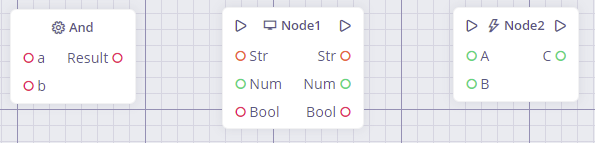 And
a Result
b
Node1
Str Str
Num Num
Bool Bool
Node2
A C
B